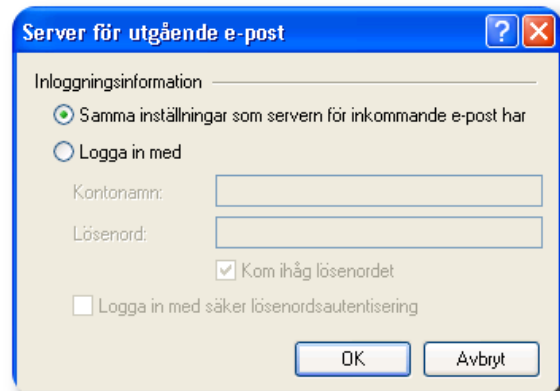 Server för utgående e-post
Inloggningsinformation
Samma inställningar som servern för inkommande e-post har
Logga in med
Kontonamn:
Lösenord:
Kom ihåg lösenordet
Logga in med säker lösenordsautentisering
OK Avbryt